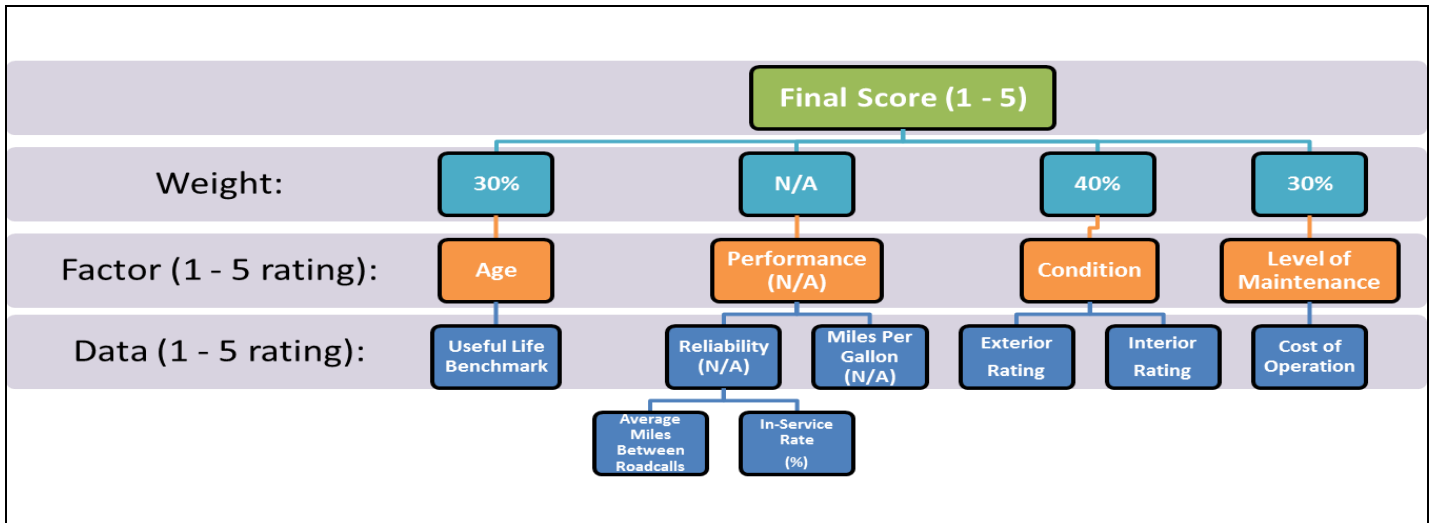 Final Score (1 - 5)
Weight:
30%
N/A
40%
30%
Factor (1 - 5 rating):
Age
Performance
(N/A)
Condition
Level of
Maintenance
Data (1 - 5 rating):
Useful Life
Benchmark
Reliability
(N/A)
Miles Per
Gallon
(N/A)
Exterior
Rating
Interior
Rating
Cost of
Operation
Average
Miles
Between
Roadcalls
In-Service
Rate
(%)